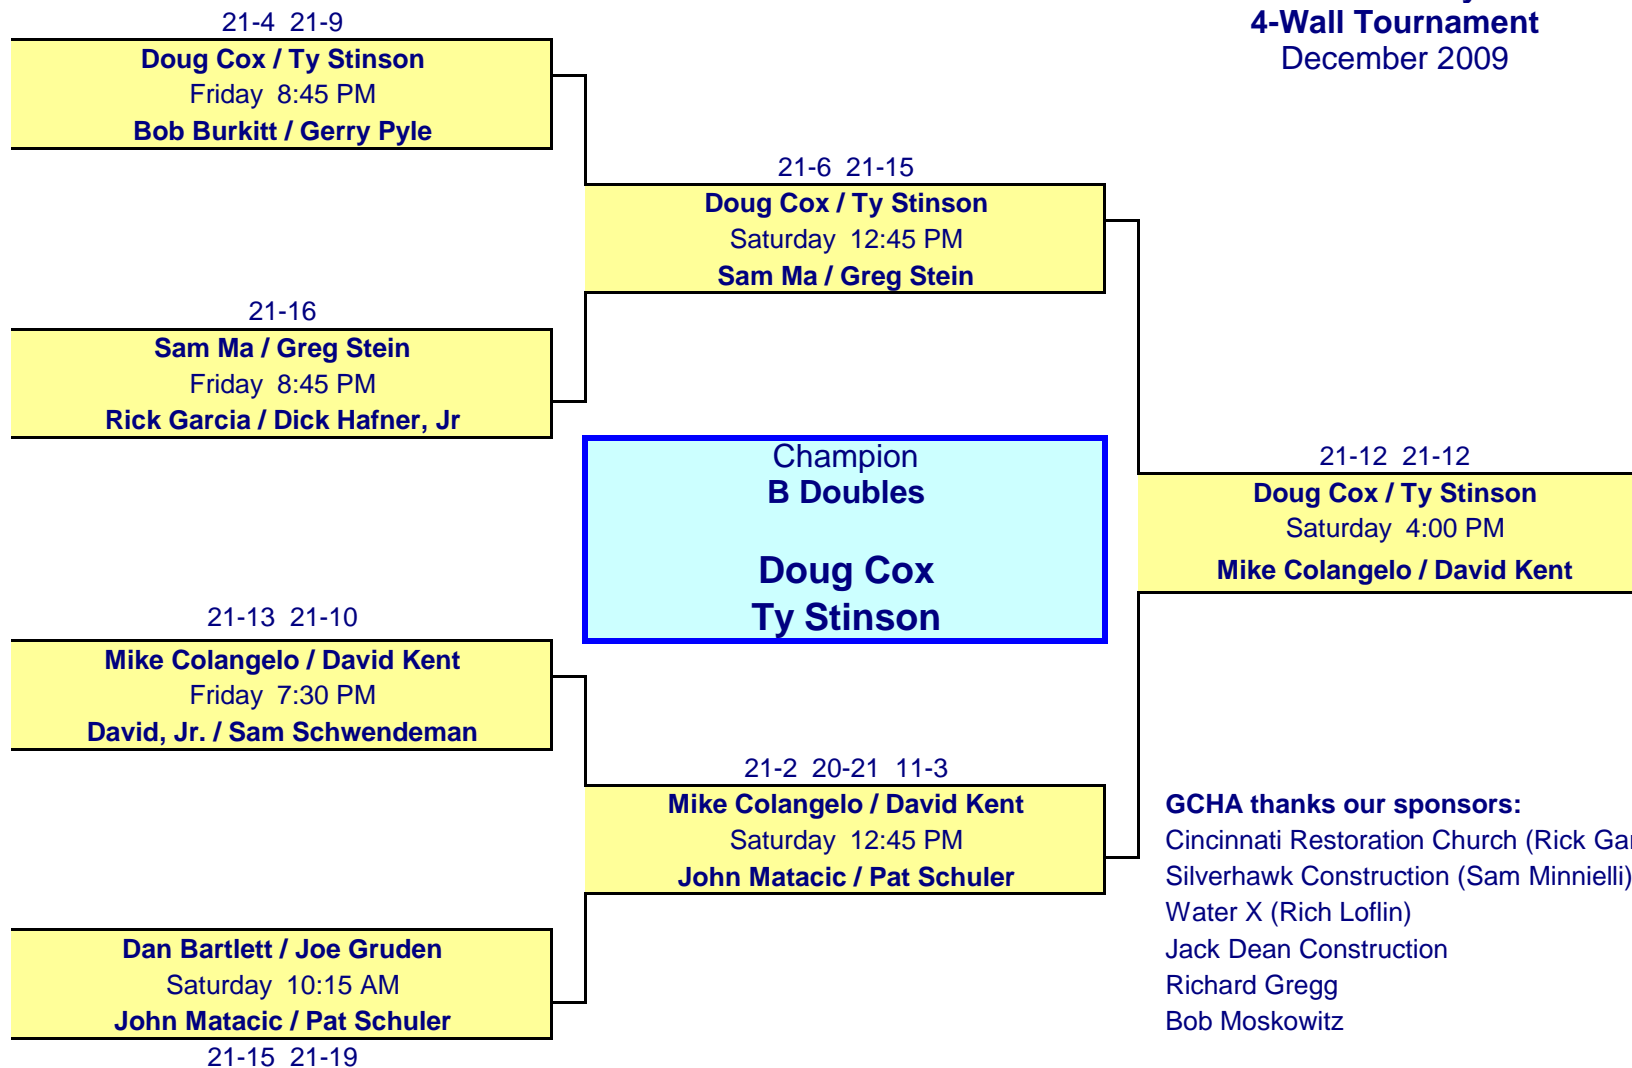 4-Wall Tournament
December 2009
21-4 21-9
Doug Cox / Ty Stinson
Friday 8:45 PM
Bob Burkitt / Gerry Pyle
21-16
Sam Ma / Greg Stein
Friday 8:45 PM
Rick Garcia / Dick Hafner, Jr
21-13 21-10
Mike Colangelo / David Kent
Friday 7:30 PM
David, Jr. / Sam Schwendeman
Dan Bartlett / Joe Gruden
Saturday 10:15 AM
John Matacic / Pat Schuler
21-15 21-19
21-6 21-15
Doug Cox / Ty Stinson
Saturday 12:45 PM
Sam Ma / Greg Stein
Champion
B Doubles
Doug Cox
Ty Stinson
21-2 20-21 11-3
Mike Colangelo / David Kent
Saturday 12:45 PM
John Matacic / Pat Schuler
21-12 21-12
Doug Cox / Ty Stinson
Saturday 4:00 PM
Mike Colangelo / David Kent
GCHA thanks our sponsors:
Cincinnati Restoration Church (Rick
Silverhawk Construction (Sam Minnielli)
Water X (Rich Loflin)
Jack Dean Construction
Richard Gregg
Bob Moskowitz